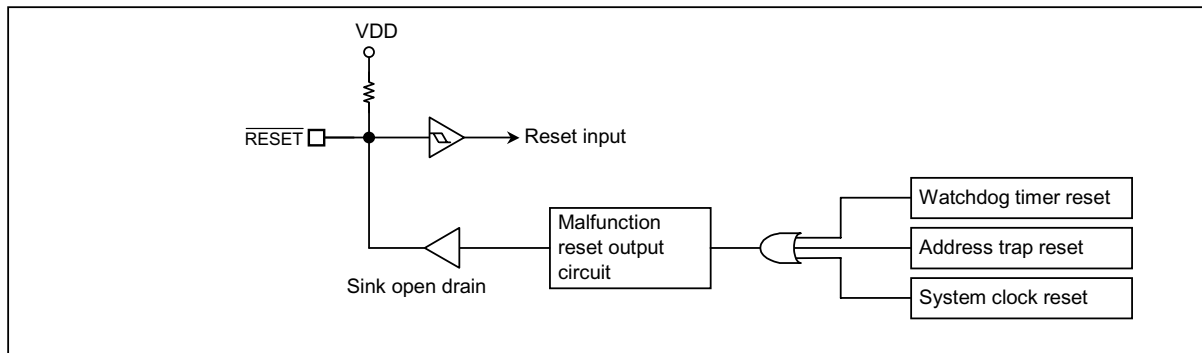 VDD
RESET
Reset input
Watchdog timer reset
Malfunction
reset output
circuit
Address trap reset
Sink open drain
System clock reset